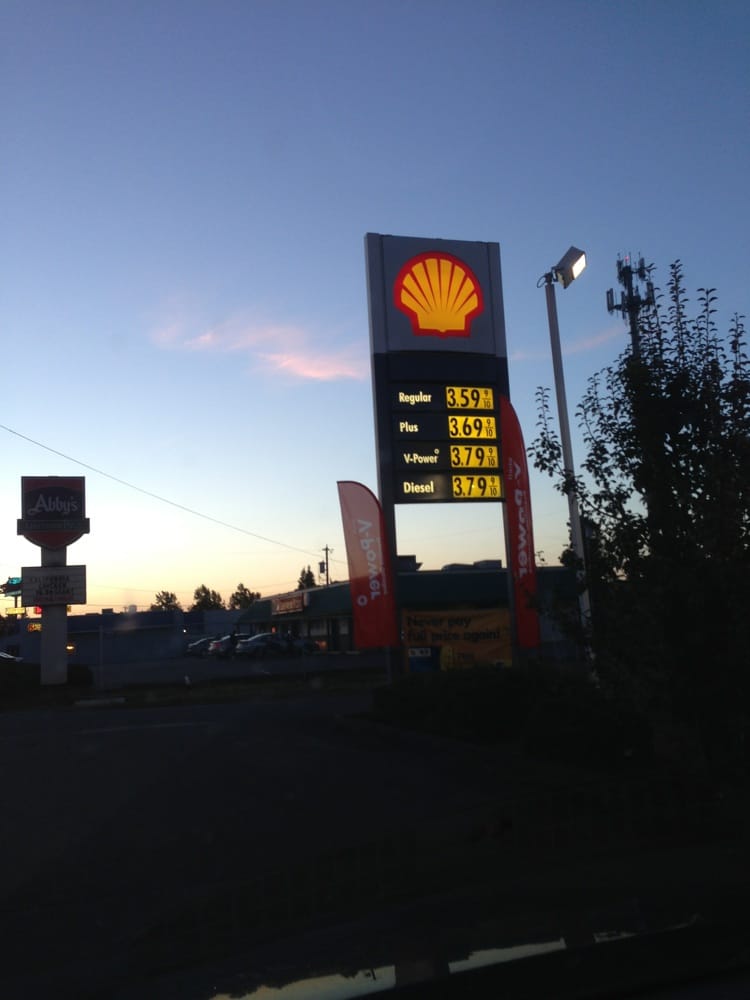 Regular 3.59 9/10
Plus 3.69 9/10
V-Power 3.79 9/10
Diesel 3.79 9/10
Abby's
V-Power
V-Power
Never pay
full price again!